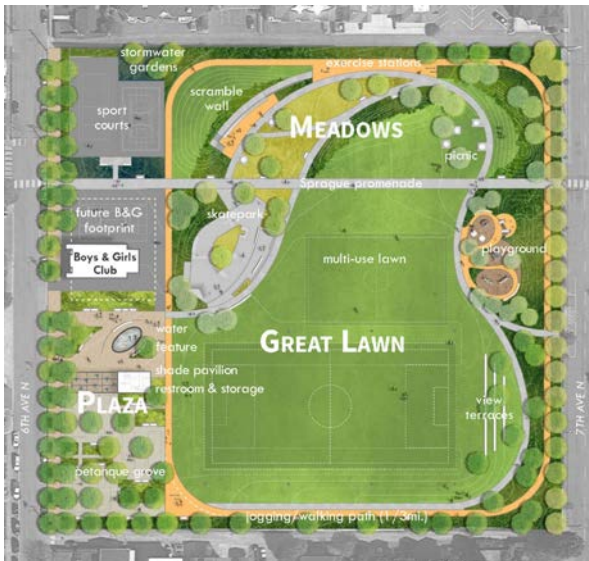 stormwater
gardens
exercise stations
scramble
wall
sport
courts
MEADOWS
picnic
Sprague promenade
future B&G
footprint
skatepark
Boys & Girls
Club
multi-use lawn
playground
water
feature
GREAT LAWN
shade pavilion
restroom & storage
PLAZA
view
terraces
6TH AVE N
7TH AVE N
petanque grove
jogging/walking path (1/3mi.)